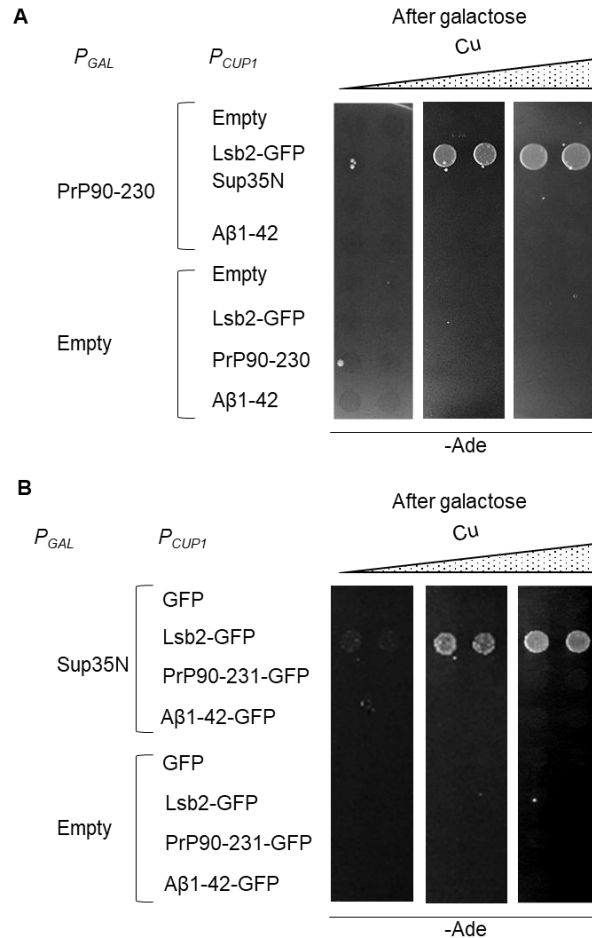 A
After galactose
Cu
P_GAL
P_CUP1
Empty
Lsb2-GFP
Sup35N
PrP90-230
Aβ1-42
Empty
Lsb2-GFP
Empty
PrP90-230
Aβ1-42
-Ade
B
After galactose
Cu
P_GAL
P_CUP1
GFP
Lsb2-GFP
Sup35N
PrP90-231-GFP
Aβ1-42-GFP
GFP
Lsb2-GFP
Empty
PrP90-231-GFP
Aβ1-42-GFP
-Ade